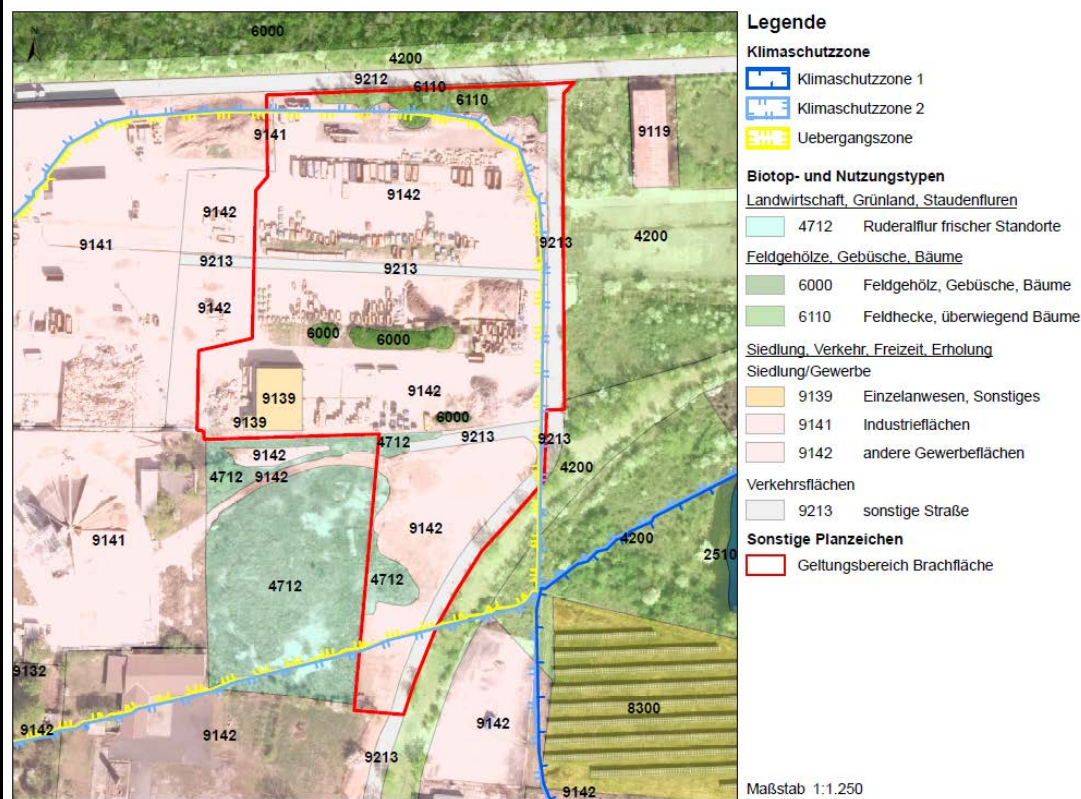 N
6000
4200
9212
6110
6110
9141
9119
9142
9142
9141
4200
9213
9213
9213
9142
6000
6000
9142
9139
6000
9139
9213
9213
4712
9142
4712
9142
4200
9142
9141
4200
2510
4712
4712
9132
8300
9142
9142
9142
9213
9142
Legende
Klimaschutzzone
Klimaschutzzone 1
Klimaschutzzone 2
Uebergangszone
Biotop- und Nutzungstypen
Landwirtschaft, Grünland, Staudenfluren
4712 Ruderalflur frischer Standorte
Feldgehölze, Gebüsche, Bäume
6000 Feldgehölz, Gebüsche, Bäume
6110 Feldhecke, überwiegend Bäume
Siedlung, Verkehr, Freizeit, Erholung
Siedlung/Gewerbe
9139 Einzelanwesen, Sonstiges
9141 Industrieflächen
9142 andere Gewerbeflächen
Verkehrsflächen
9213 sonstige Straße
Sonstige Planzeichen
Geltungsbereich Brachfläche
Maßstab 1:1.250